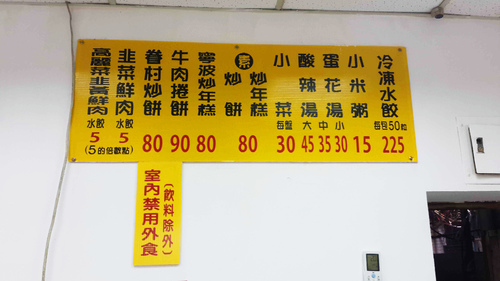 高麗菜韭黃鮮肉
水餃
5
韭菜鮮肉
水餃
5
(5的倍數點)
眷村炒餅
80
牛肉捲餅
90
寧波炒年糕
80
素
炒餅
炒年糕
80
小菜
每盤
30
酸辣湯
蛋花湯
大中小
45 35 30
小米粥
15
冷凍水餃
每包50粒
225
(飲料除外)
室內禁用外食